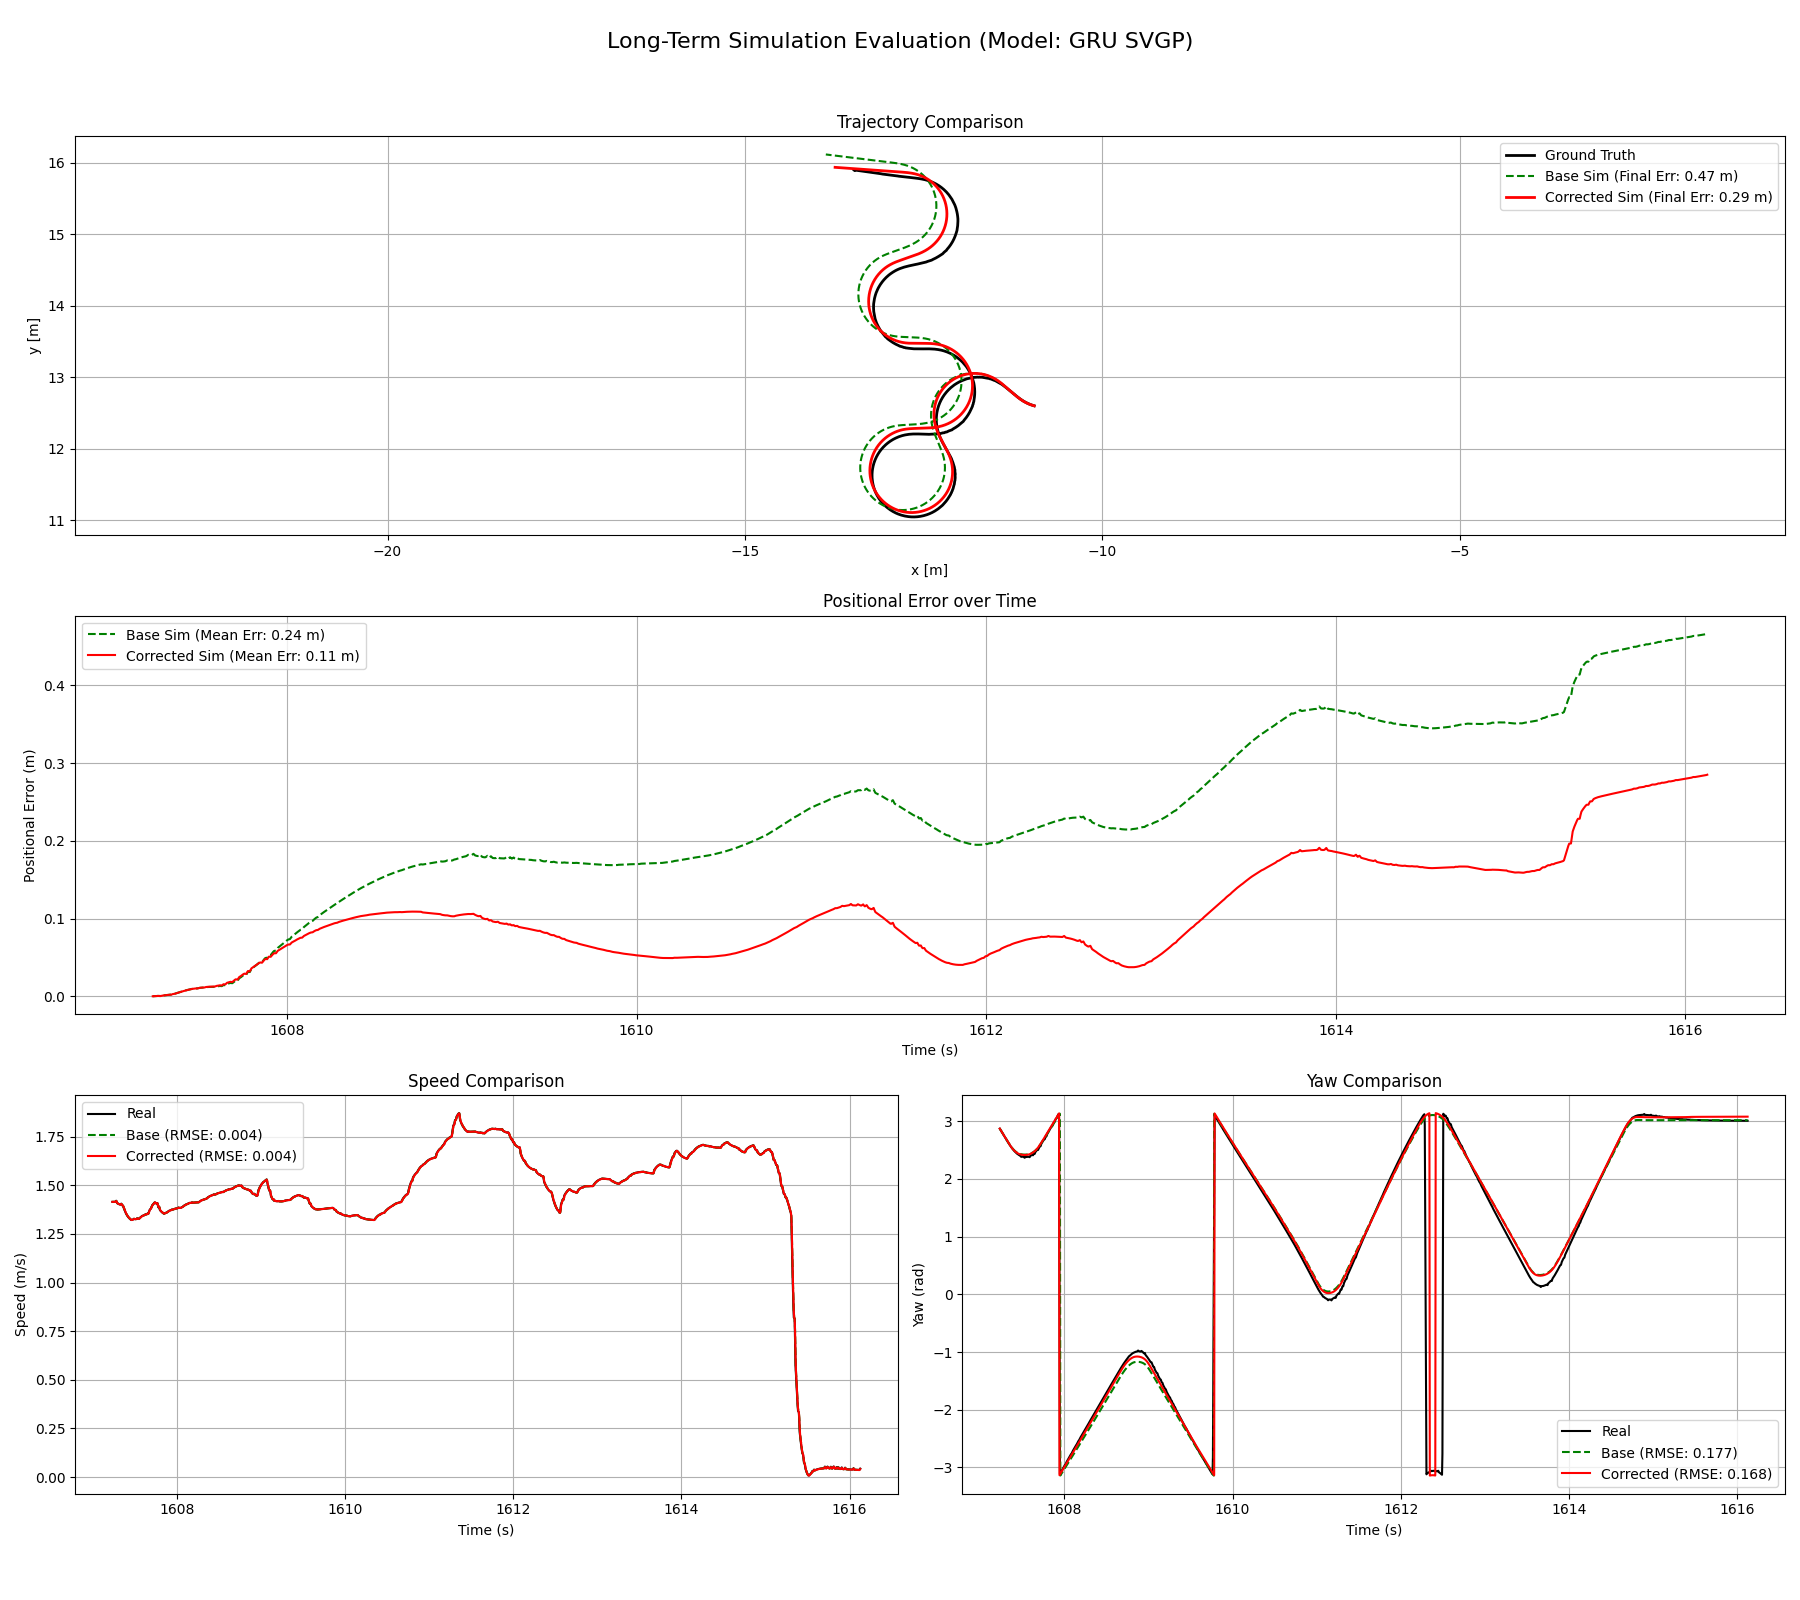 Long-Term Simulation Evaluation (Model: GRU SVGP)
Trajectory Comparison
Ground Truth
Base Sim (Final Err: 0.47 m)
Corrected Sim (Final Err: 0.29 m)
y [m]
16
15
14
13
12
11
−20
−15
−10
−5
x [m]
Positional Error over Time
Base Sim (Mean Err: 0.24 m)
Corrected Sim (Mean Err: 0.11 m)
Positional Error (m)
0.4
0.3
0.2
0.1
0.0
1608
1610
1612
1614
1616
Time (s)
Speed Comparison
Real
Base (RMSE: 0.004)
Corrected (RMSE: 0.004)
Speed (m/s)
1.75
1.50
1.25
1.00
0.75
0.50
0.25
0.00
1608
1610
1612
1614
1616
Time (s)
Yaw Comparison
Yaw (rad)
3
2
1
0
−1
−2
−3
Real
Base (RMSE: 0.177)
Corrected (RMSE: 0.168)
1608
1610
1612
1614
1616
Time (s)